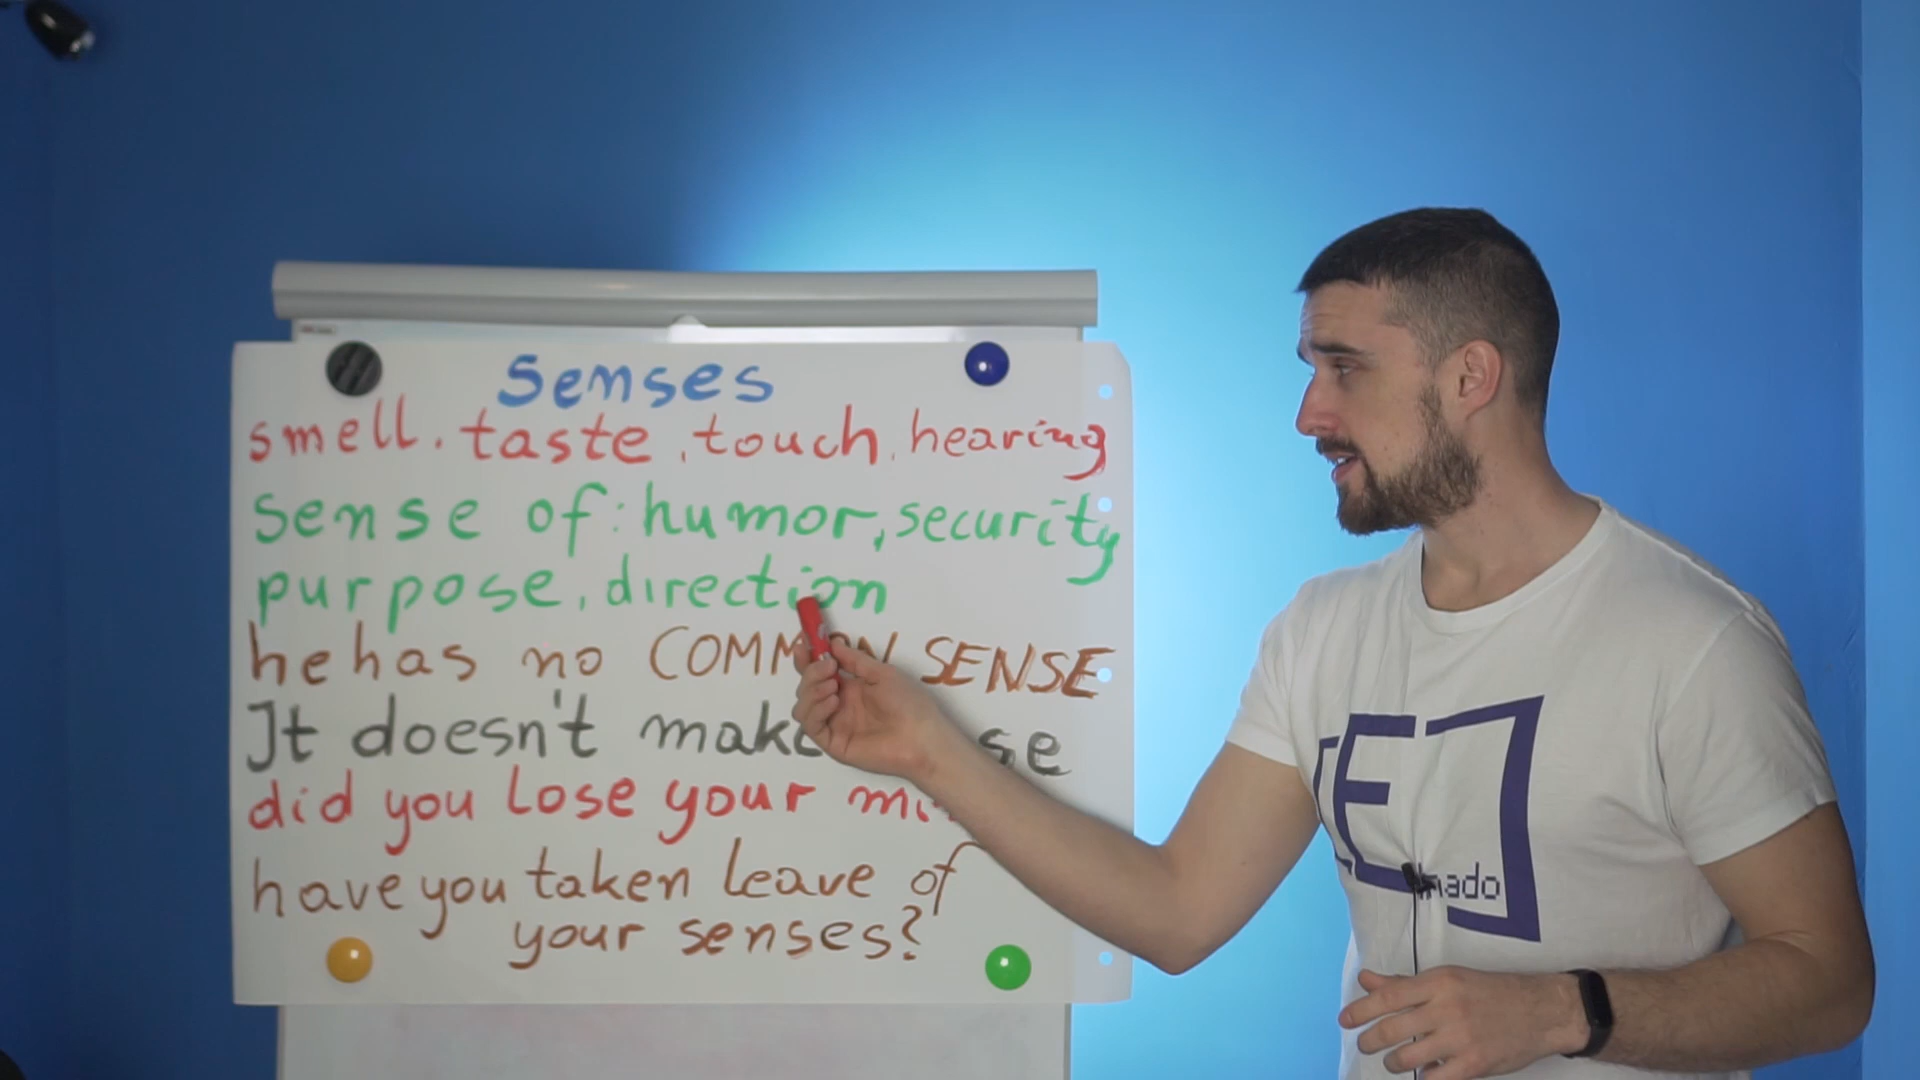 Senses
smell, taste, touch, hearing
sense of: humor, security
purpose, direction
he has no COMMON SENSE
It doesn't make
did you lose your
have you taken leave of
your senses?